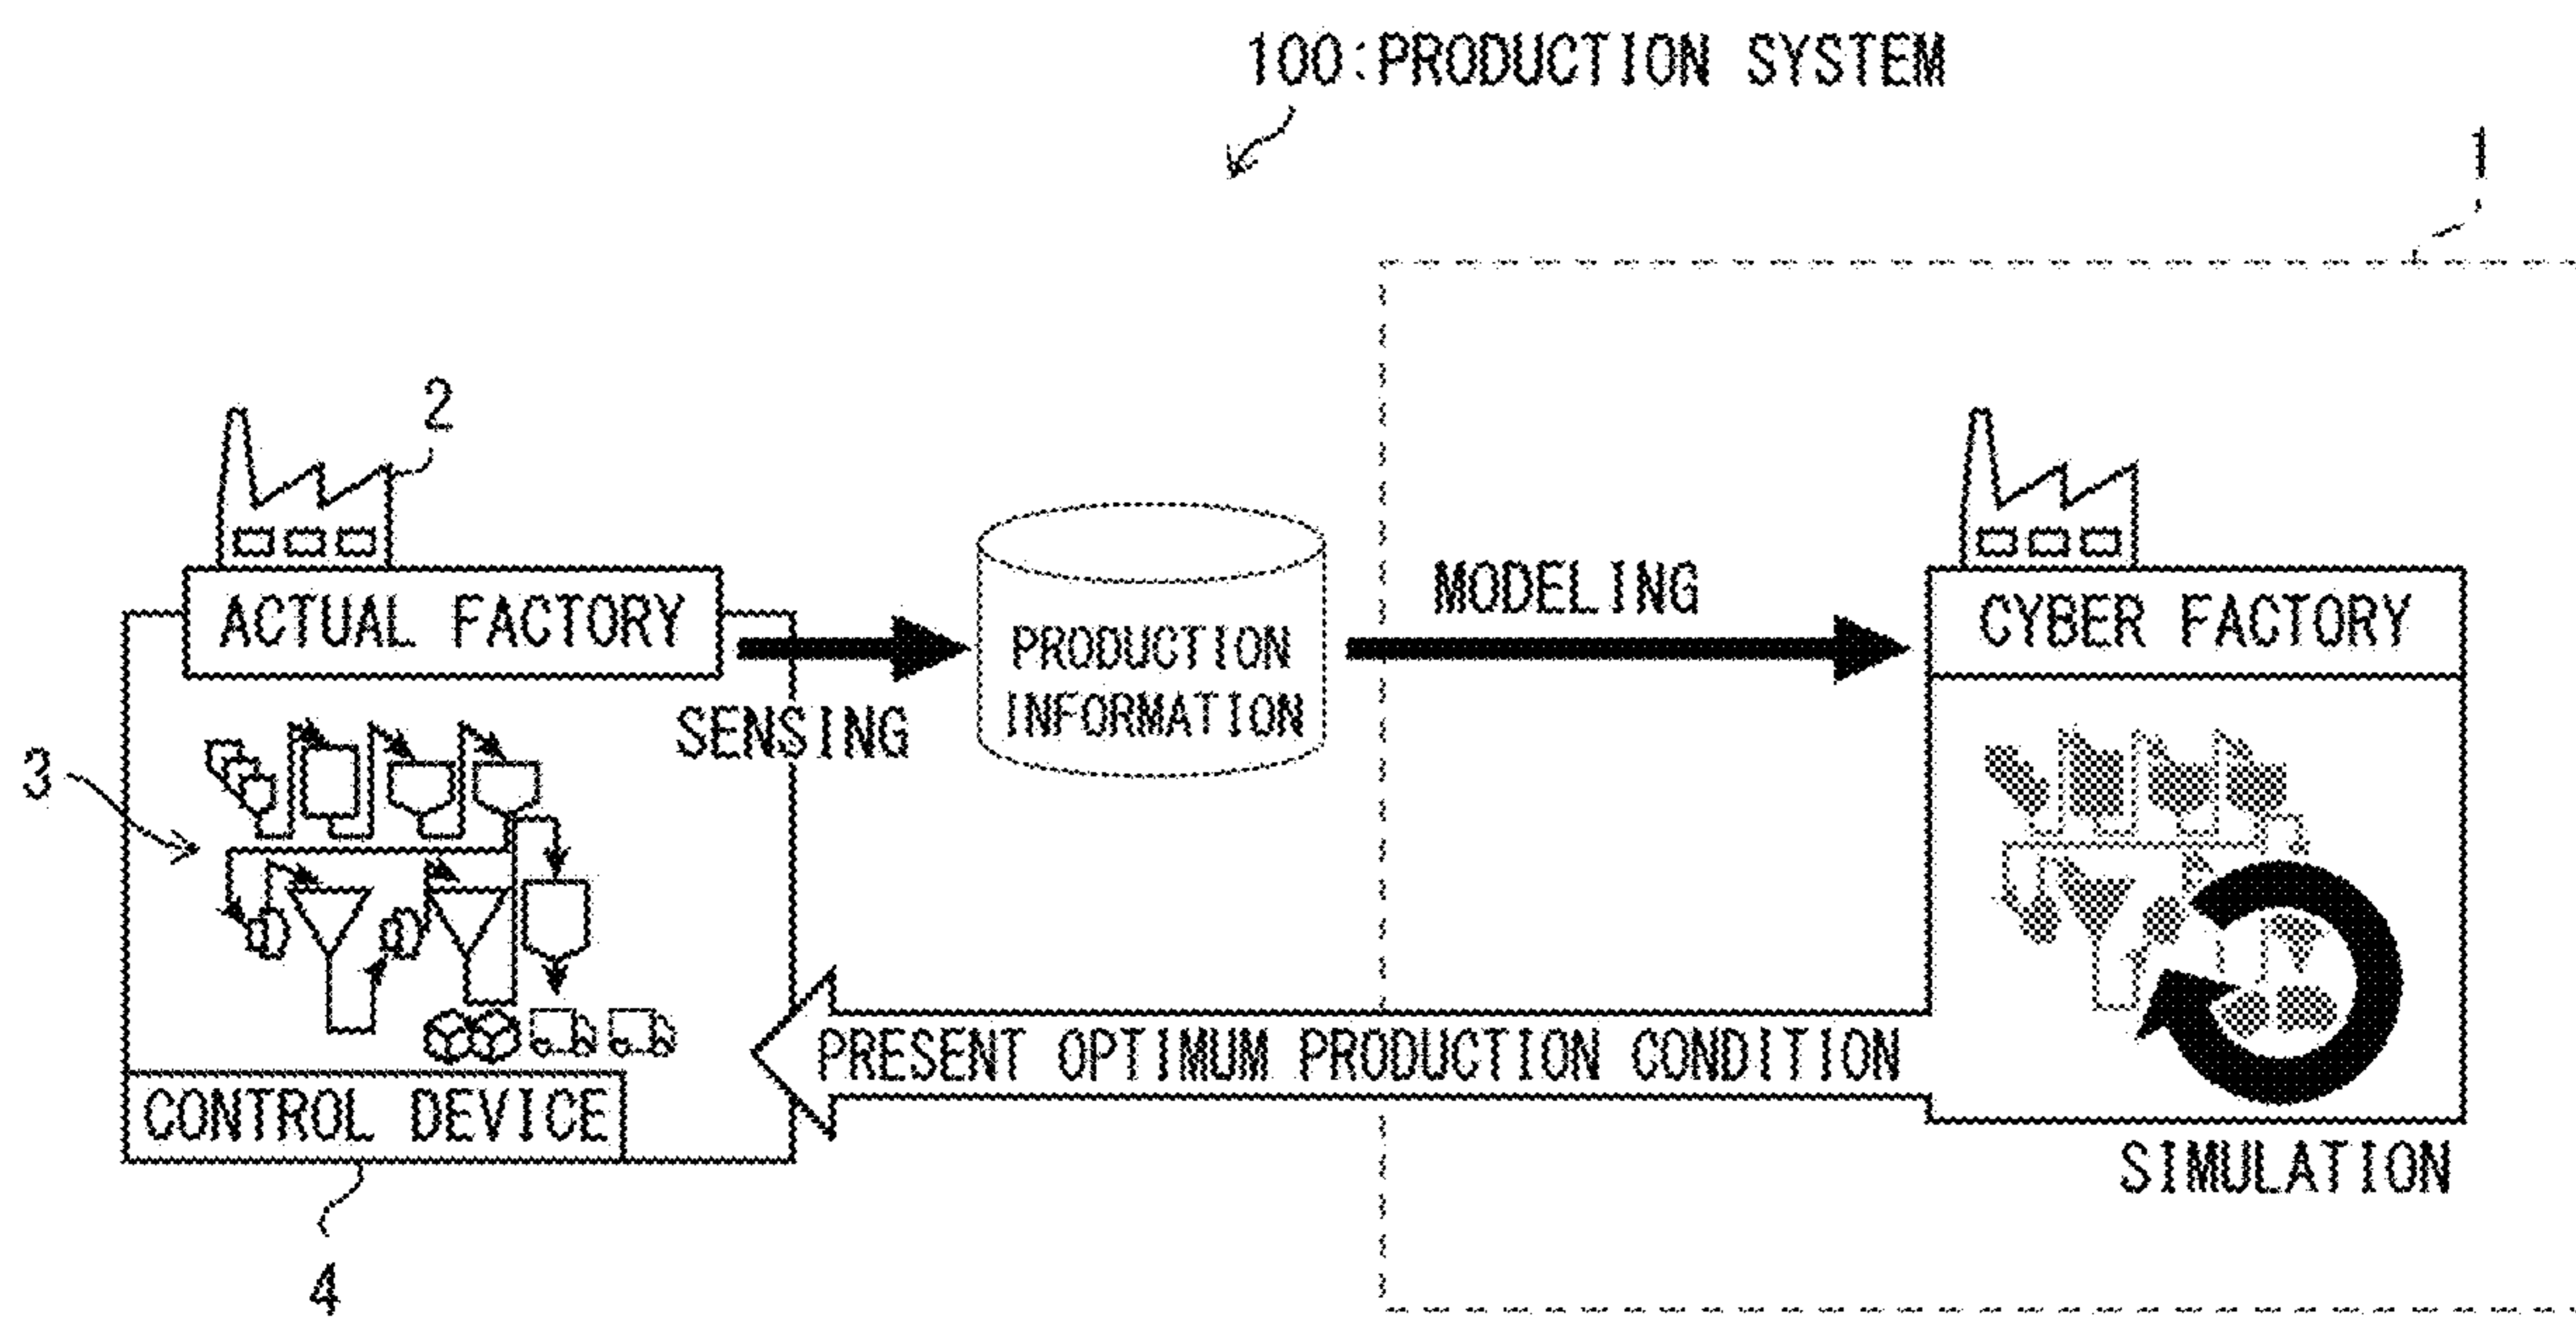 100:PRODUCTION SYSTEM
1
2
ACTUAL FACTORY
SENSING
PRODUCTION
INFORMATION
MODELING
CYBER FACTORY
3
PRESENT OPTIMUM PRODUCTION CONDITION
CONTROL DEVICE
SIMULATION
4